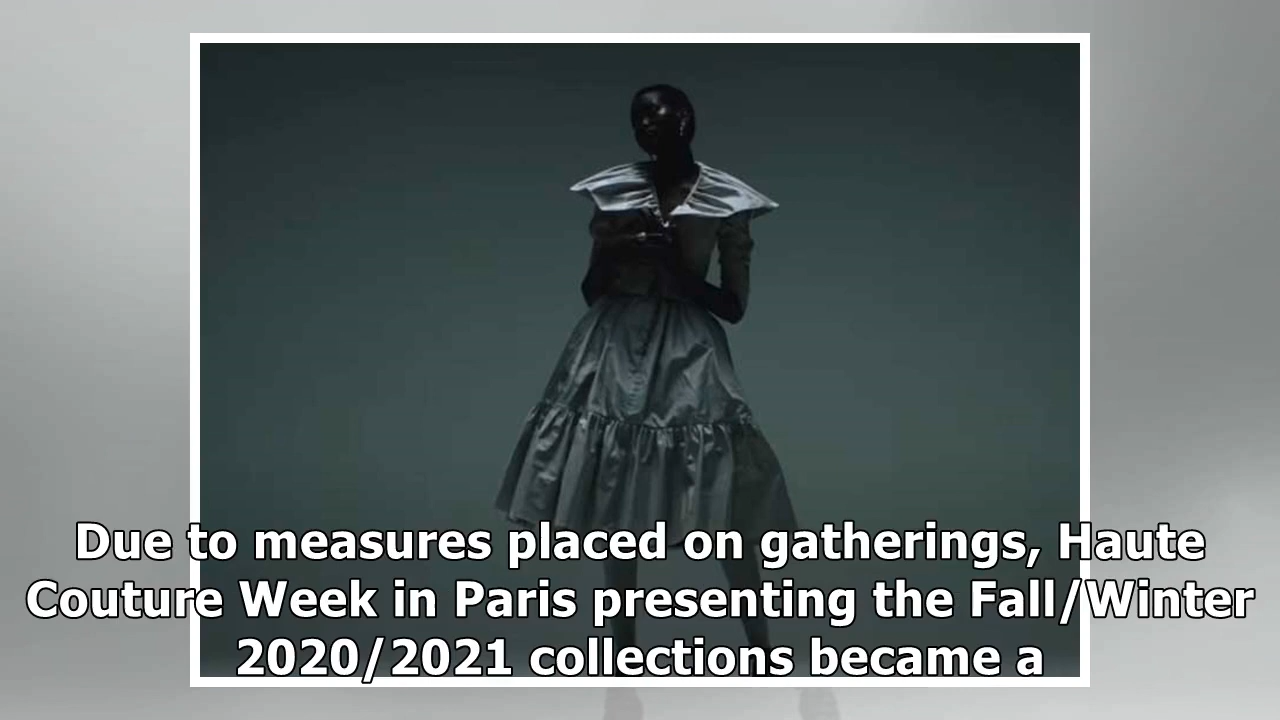 Due to measures placed on gatherings, Haute
Couture Week in Paris presenting the Fall/Winter
2020/2021 collections became a